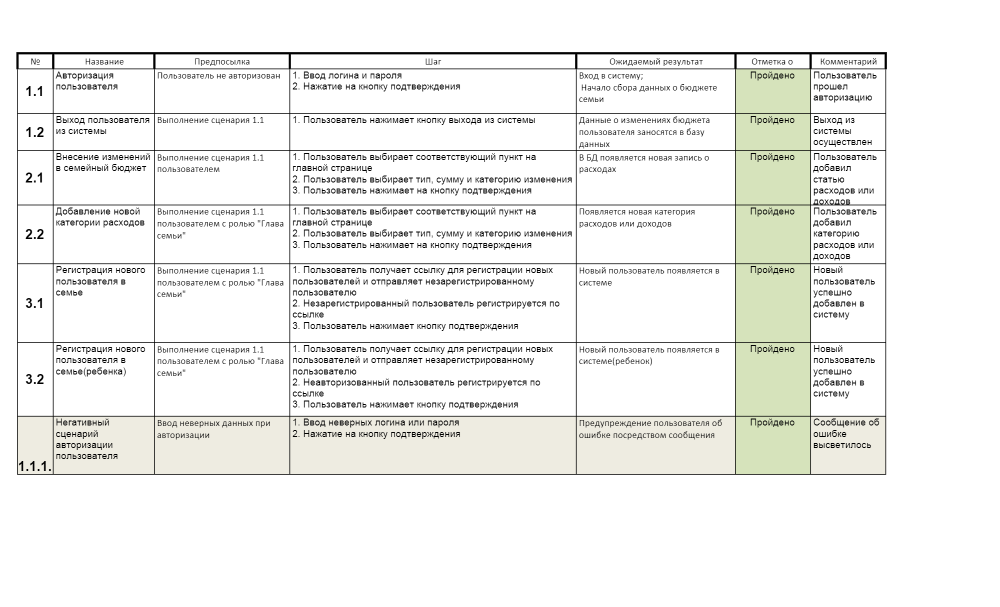 №
Название
Предпосылка
Шаг
Ожидаемый результат
Отметка о
Комментарий
1.1
Авторизация
пользователя
Пользователь не авторизован
1. Ввод логина и пароля
2. Нажатие на кнопку подтверждения
Вход в систему;
Начало сбора данных о бюджете
семьи
Пройдено
Пользователь
прошел
авторизацию
1.2
Выход пользователя
из системы
Выполнение сценария 1.1
1. Пользователь нажимает кнопку выхода из системы
Данные о изменениях бюджета
пользователя заносятся в базу
данных
Пройдено
Выход из
системы
осуществлен
2.1
Внесение изменений
в семейный бюджет
Выполнение сценария 1.1
пользователем
1. Пользователь выбирает соответствующий пункт на
главной странице
2. Пользователь выбирает тип, сумму и категорию изменения
3. Пользователь нажимает на кнопку подтверждения
В БД появляется новая запись о
расходах
Пройдено
Пользователь
добавил
статью
расходов или
доходов
2.2
Добавление новой
категории расходов
Выполнение сценария 1.1
пользователем с ролью "Глава
семьи"
1. Пользователь выбирает соответствующий пункт на
главной странице
2. Пользователь выбирает тип, сумму и категорию изменения
3. Пользователь нажимает на кнопку подтверждения
Появляется новая категория
расходов или доходов
Пройдено
Пользователь
добавил
категорию
расходов или
доходов
3.1
Регистрация нового
пользователя в
семье
Выполнение сценария 1.1
пользователем с ролью "Глава
семьи"
1. Пользователь получает ссылку для регистрации новых
пользователей и отправляет незарегистрированному
пользователю
2. Незарегистрированный пользователь регистрируется по
ссылке
3. Пользователь нажимает кнопку подтверждения
Новый пользователь появляется в
системе
Пройдено
Новый
пользователь
успешно
добавлен в
систему
3.2
Регистрация нового
пользователя в
семье(ребенка)
Выполнение сценария 1.1
пользователем с ролью "Глава
семьи"
1. Пользователь получает ссылку для регистрации новых
пользователей и отправляет незарегистрированному
пользователю
2. Неавторизованный пользователь регистрируется по
ссылке
3. Пользователь нажимает кнопку подтверждения
Новый пользователь появляется в
системе(ребенок)
Пройдено
Новый
пользователь
успешно
добавлен в
систему
1.1.1.
Негативный
сценарий
авторизации
пользователя
Ввод неверных данных при
авторизации
1. Ввод неверных логина или пароля
2. Нажатие на кнопку подтверждения
Предупреждение пользователя об
ошибке посредством сообщения
Пройдено
Сообщение об
ошибке
высветилось